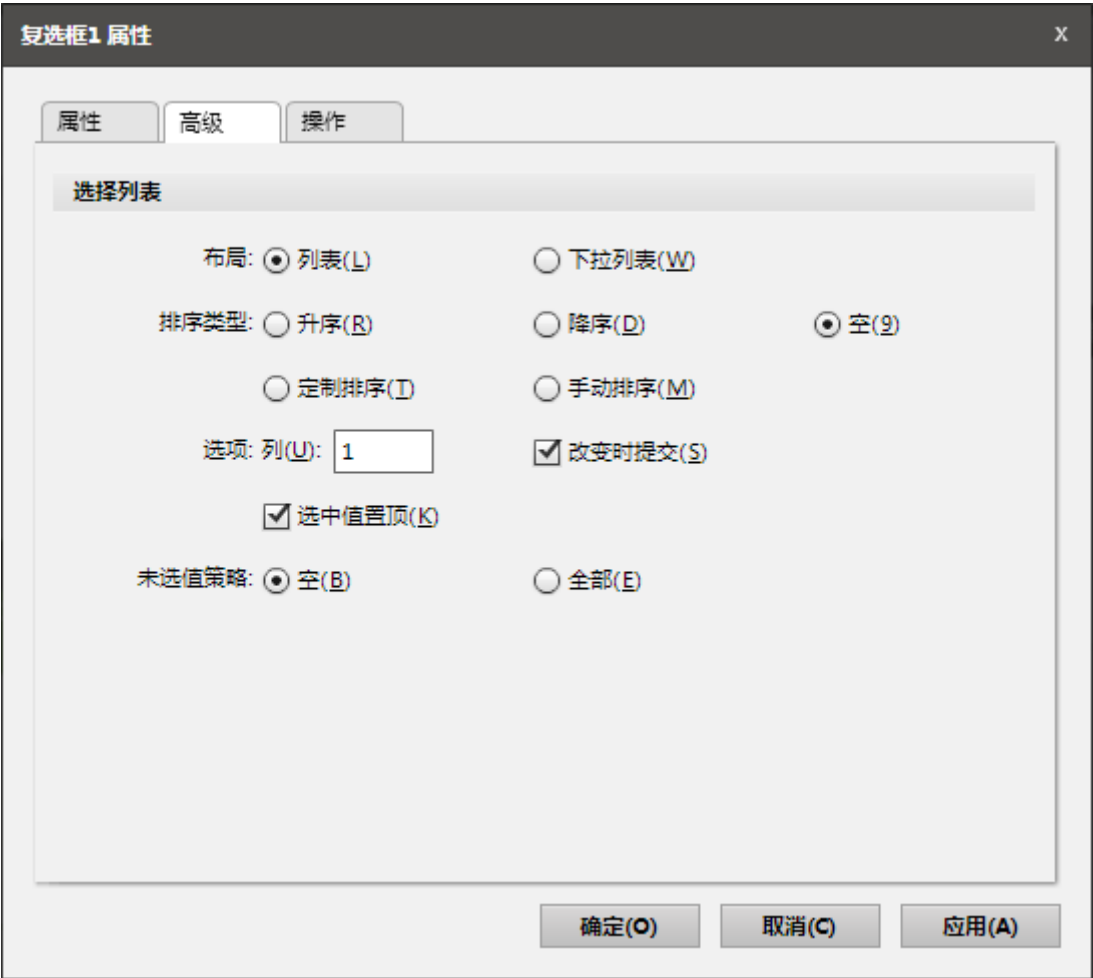 复选框1 属性 x
属性 高级 操作
选择列表
布局: 列表(L) 下拉列表(W)
排序类型: 升序(R) 降序(D) 空(9)
定制排序(T) 手动排序(M)
选项: 列(U): 1 改变时提交(S)
选中值置顶(K)
未选值策略: 空(B) 全部(E)
确定(O) 取消(C) 应用(A)